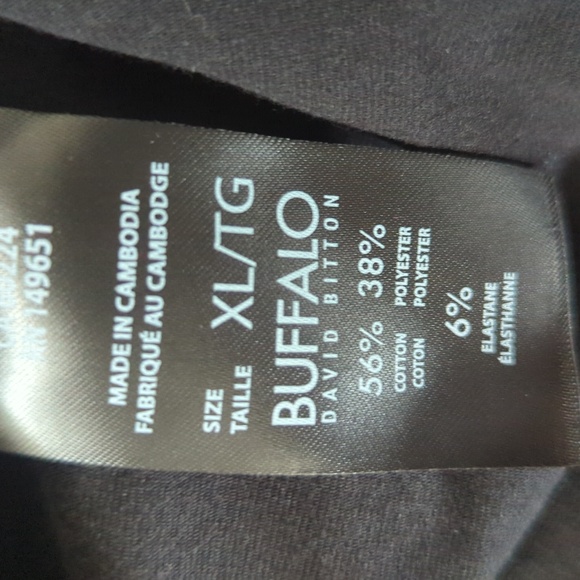 149651
MADE IN CAMBODIA
FABRIQUÉ AU CAMBODGE
SIZE
TAILLE XL/TG
BUFFALO
DAVID BITTON
56% 38%
COTTON POLYESTER
COTON POLYESTER
6%
ELASTANE
ÉLASTHANNE